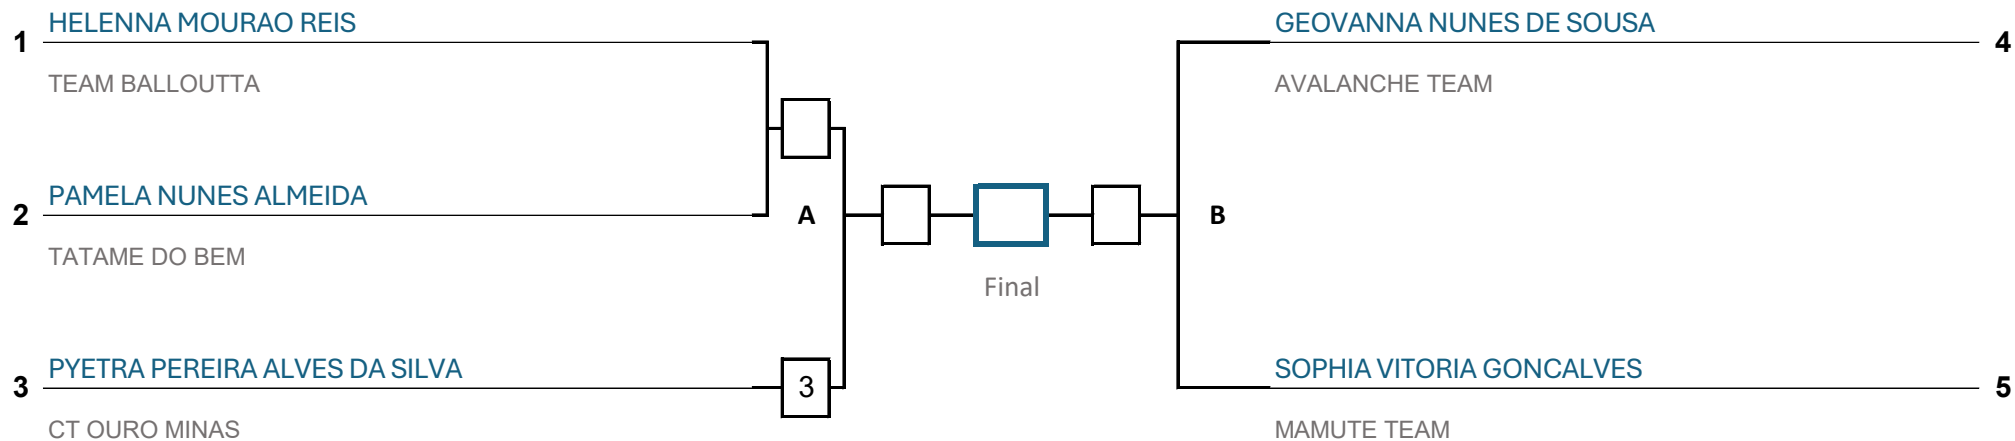 HELENNA MOURAO REIS
1
TEAM BALLOUTTA
PAMELA NUNES ALMEIDA
2
TATAME DO BEM
A
PYETRA PEREIRA ALVES DA SILVA
3
3
CT OURO MINAS
Final
GEOVANNA NUNES DE SOUSA
4
AVALANCHE TEAM
B
SOPHIA VITORIA GONCALVES
5
MAMUTE TEAM